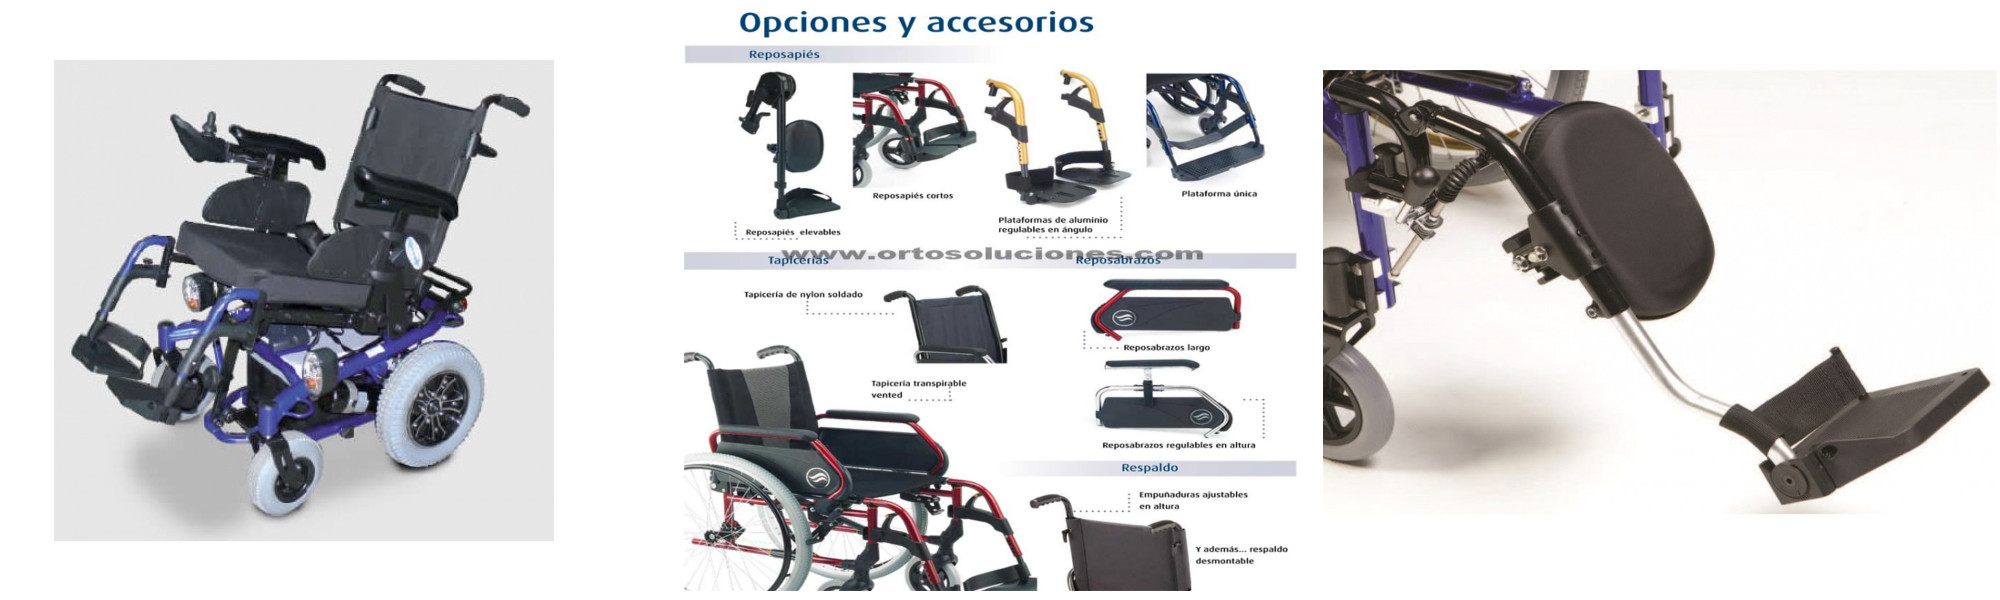 Opciones y accesorios
Reposapiés
Reposapiés cortos
Plataforma única
Plataformas de aluminio
regulables en ángulo
Reposapiés elevables
www.ortosoluciones.com
Tapicerías
Reposabrazos
Tapicería de nylon soldado
Reposabrazos largo
Tapicería transpirable
vented
Reposabrazos regulables en altura
Respaldo
Empuñaduras ajustables
en altura
Y además... respaldo
desmontable